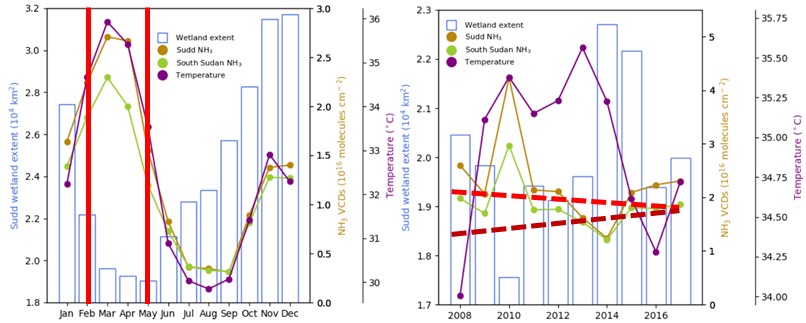 3.2
3.0
2.8
2.6
2.4
2.2
2.0
1.8
Sudd wetland extent (10⁴ km²)
Wetland extent
Sudd NH₃
South Sudan NH₃
Temperature
Jan Feb Mar Apr May Jun Jul Aug Sep Oct Nov Dec
3.0
2.5
2.0
1.5
1.0
0.5
0.0
NH₃ VCDs (10¹⁶ molecules cm⁻²)
36
35
34
33
32
31
30
Temperature (°C)
2.3
2.2
2.1
2.0
1.9
1.8
1.7
Sudd wetland extent (10⁴ km²)
Wetland extent
Sudd NH₃
South Sudan NH₃
Temperature
2008 2010 2012 2014 2016
5
4
3
2
1
0
NH₃ VCDs (10¹⁶ molecules cm⁻²)
35.75
35.50
35.25
35.00
34.75
34.50
34.25
34.00
Temperature (°C)